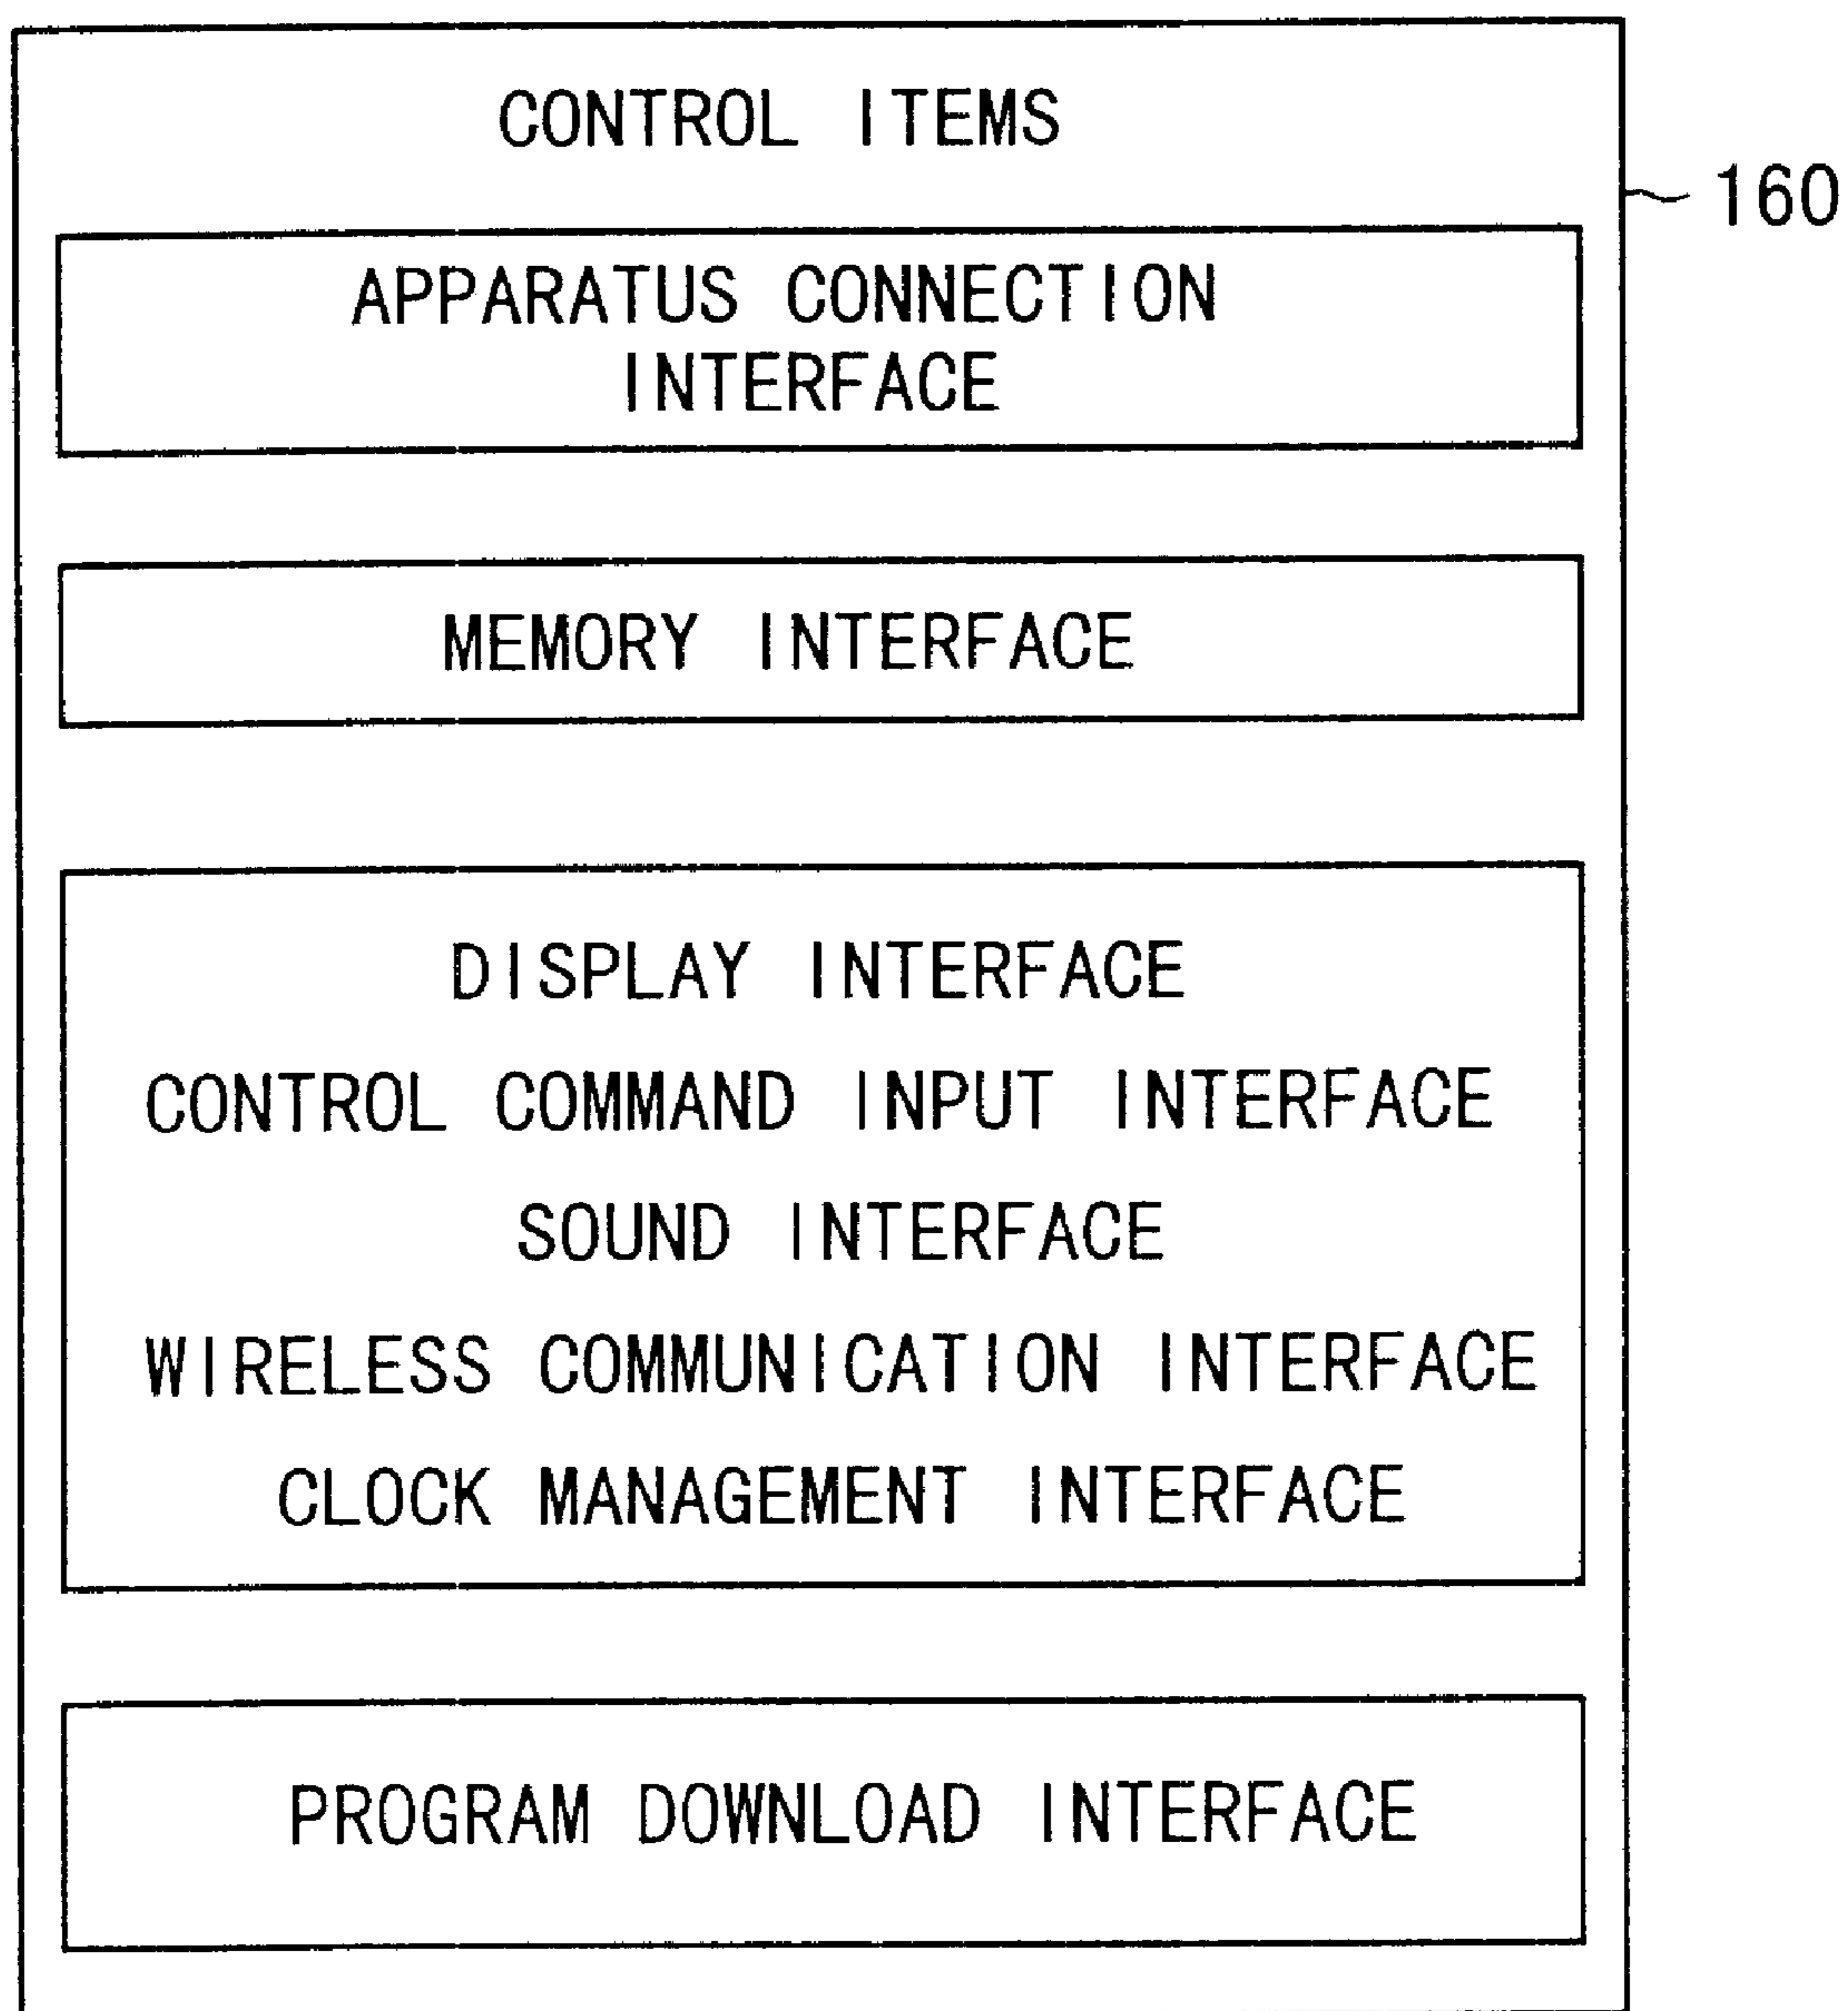 CONTROL ITEMS
160
APPARATUS CONNECTION
INTERFACE
MEMORY INTERFACE
DISPLAY INTERFACE
CONTROL COMMAND INPUT INTERFACE
SOUND INTERFACE
WIRELESS COMMUNICATION INTERFACE
CLOCK MANAGEMENT INTERFACE
PROGRAM DOWNLOAD INTERFACE